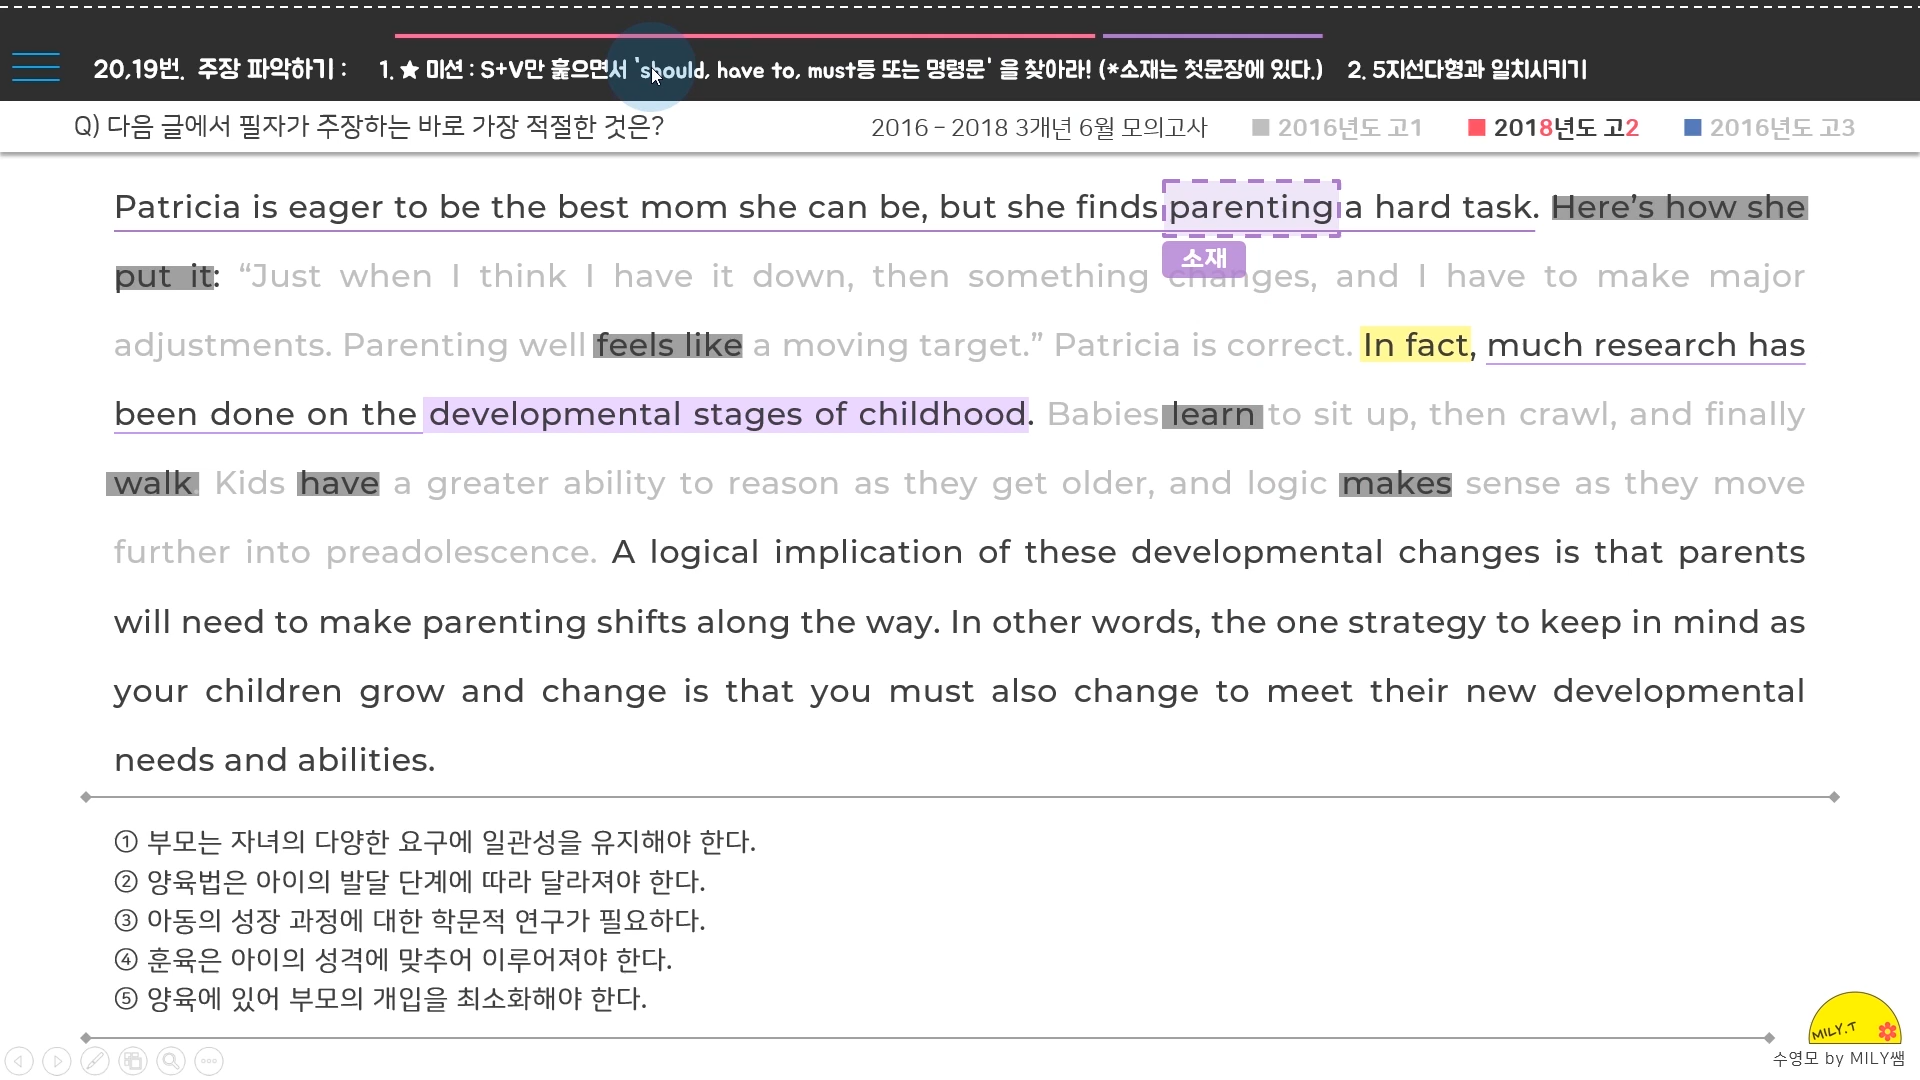 20,19번. 주장 파악하기 : 1. ★ 미션 : S+V만 훑으면서 'should, have to, must등 또는 명령문' 을 찾아라! (*소재는 첫문장에 있다.) 2. 5지선다형과 일치시키기
Q) 다음 글에서 필자가 주장하는 바로 가장 적절한 것은? 2016 – 2018 3개년 6월 모의고사 ■ 2016년도 고1 ■ 2018년도 고2 ■ 2016년도 고3
Patricia is eager to be the best mom she can be, but she finds parenting a hard task. Here's how she
소재
put it: “Just when I think I have it down, then something changes, and I have to make major
adjustments. Parenting well feels like a moving target.” Patricia is correct. In fact, much research has
been done on the developmental stages of childhood. Babies learn to sit up, then crawl, and finally
walk Kids have a greater ability to reason as they get older, and logic makes sense as they move
further into preadolescence. A logical implication of these developmental changes is that parents
will need to make parenting shifts along the way. In other words, the one strategy to keep in mind as
your children grow and change is that you must also change to meet their new developmental
needs and abilities.
① 부모는 자녀의 다양한 요구에 일관성을 유지해야 한다.
② 양육법은 아이의 발달 단계에 따라 달라져야 한다.
③ 아동의 성장 과정에 대한 학문적 연구가 필요하다.
④ 훈육은 아이의 성격에 맞추어 이루어져야 한다.
⑤ 양육에 있어 부모의 개입을 최소화해야 한다.
MILY.T
수영모 by MILY쌤